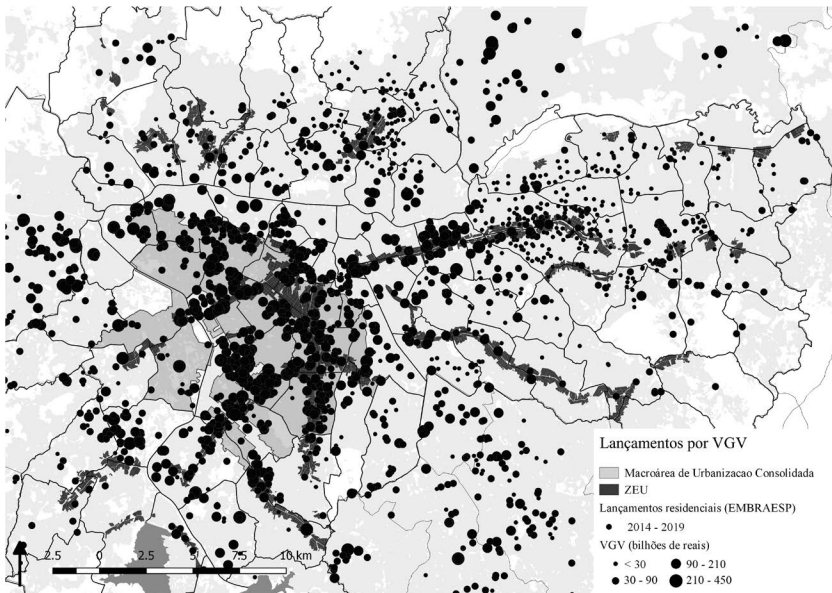 Lançamentos por VGV
Macroárea de Urbanizacao Consolidada
ZEU
Lançamentos residenciais (EMBRAESP)
2014 - 2019
VGV (bilhões de reais)
< 30 90 - 210
30 - 90 210 - 450
2.5 0 2.5 5 7.5 10 km